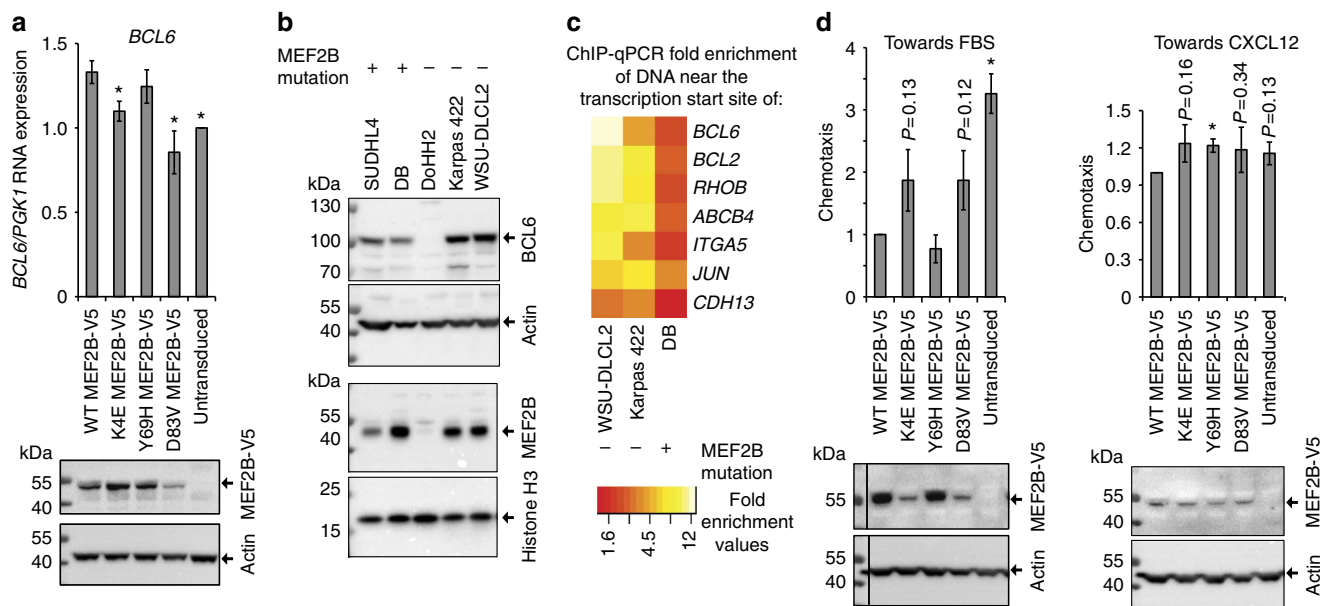 a
BCL6
BCL6/PGK1 RNA expression
1.5
1.0
0.5
0
*
*
*
WT MEF2B-V5
K4E MEF2B-V5
Y69H MEF2B-V5
D83V MEF2B-V5
Untransduced
kDa
55
40
MEF2B-V5
55
40
Actin
b
MEF2B
mutation
+ + – – –
SUDHL4
DB
DoHH2
Karpas 422
WSU-DLCL2
kDa
130
100
70
BCL6
55
40
Actin
kDa
55
40
MEF2B
25
15
Histone H3
c
ChIP-qPCR fold enrichment
of DNA near the
transcription start site of:
BCL6
BCL2
RHOB
ABCB4
ITGA5
JUN
CDH13
WSU-DLCL2
Karpas 422
DB
– – + MEF2B
mutation
Fold
enrichment
values
1.6
4.5
12
d
Towards FBS
Chemotaxis
4
3
2
1
0
P=0.13
P=0.12
*
WT MEF2B-V5
K4E MEF2B-V5
Y69H MEF2B-V5
D83V MEF2B-V5
Untransduced
kDa
55
MEF2B-V5
40
Actin
Towards CXCL12
Chemotaxis
1.5
1.2
0.9
0.6
0.3
0
P=0.16
*
P=0.34
P=0.13
WT MEF2B-V5
K4E MEF2B-V5
Y69H MEF2B-V5
D83V MEF2B-V5
Untransduced
kDa
55
40
MEF2B-V5
40
Actin